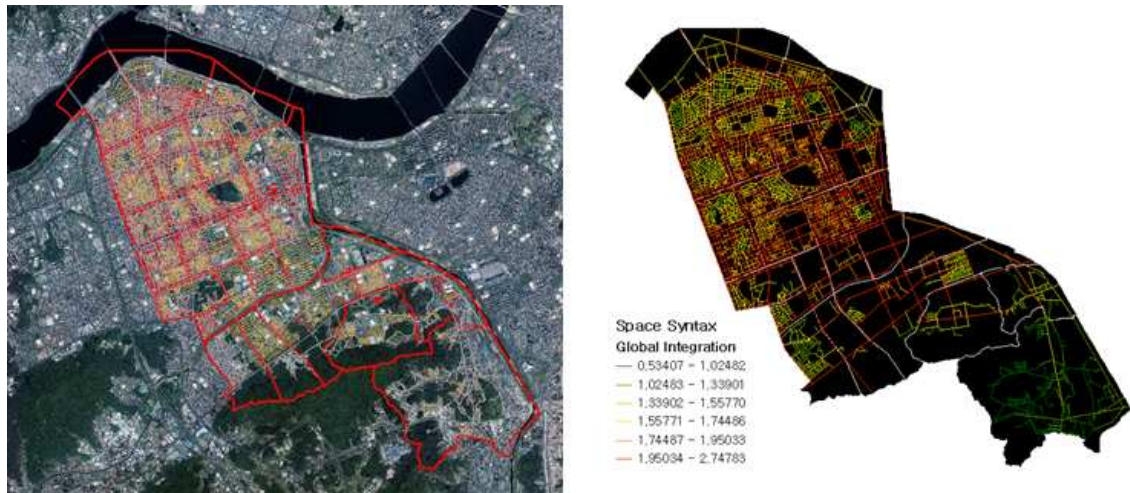 Space Syntax
Global Integration
0,53407 - 1,02482
1,02483 - 1,33901
1,33902 - 1,55770
1,55771 - 1,74486
1,74487 - 1,95033
1,95034 - 2,74783